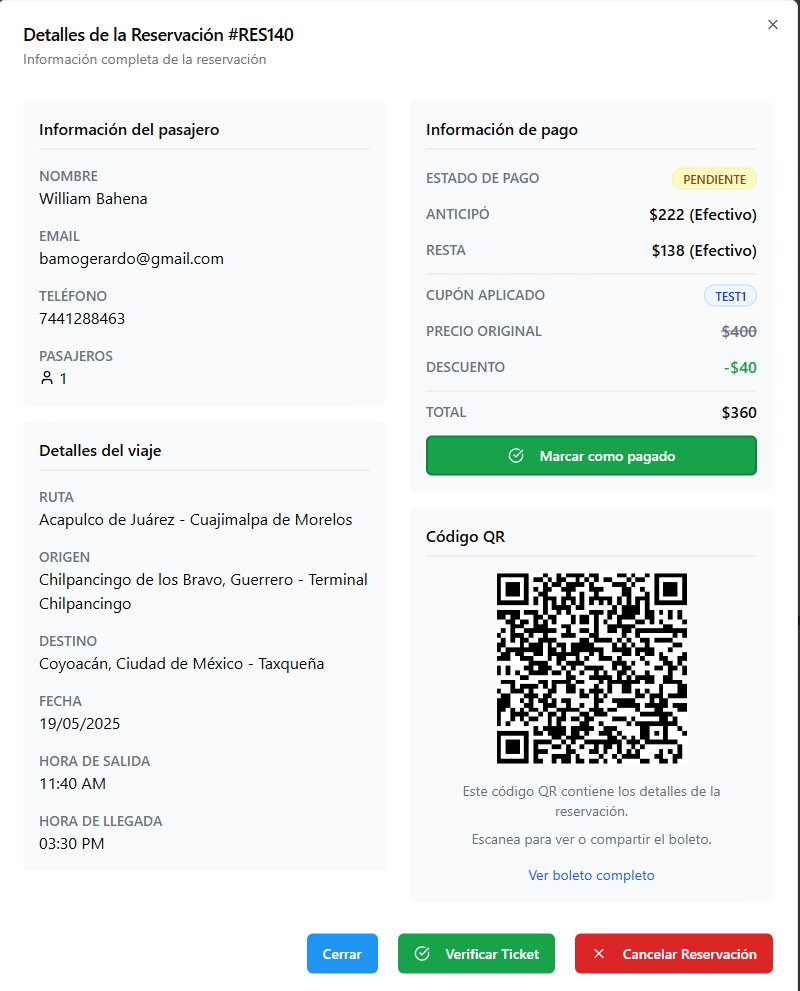 Detalles de la Reservación #RES140
Información completa de la reservación
Información del pasajero
NOMBRE
William Bahena
EMAIL
bamogerardo@gmail.com
TELÉFONO
7441288463
PASAJEROS
1
Detalles del viaje
RUTA
Acapulco de Juárez - Cuajimalpa de Morelos
ORIGEN
Chilpancingo de los Bravo, Guerrero - Terminal
Chilpancingo
DESTINO
Coyoacán, Ciudad de México - Taxqueña
FECHA
19/05/2025
HORA DE SALIDA
11:40 AM
HORA DE LLEGADA
03:30 PM
Información de pago
ESTADO DE PAGO PENDIENTE
ANTICIPÓ $222 (Efectivo)
RESTA $138 (Efectivo)
CUPÓN APLICADO TEST1
PRECIO ORIGINAL $400
DESCUENTO -$40
TOTAL $360
Marcar como pagado
Código QR
Este código QR contiene los detalles de la
reservación.
Escanea para ver o compartir el boleto.
Ver boleto completo
Cerrar Verificar Ticket Cancelar Reservación